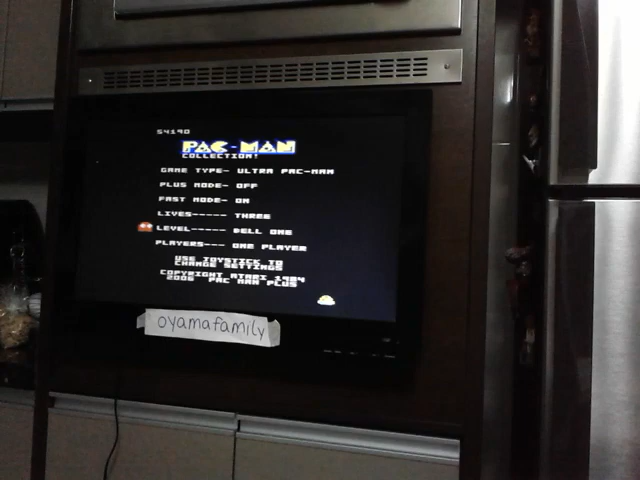 54190
PAC-MAN
COLLECTION!
GAME TYPE- ULTRA PAC-MAN
PLUS MODE- OFF
FAST MODE- ON
LIVES----- THREE
LEVEL----- BELL ONE
PLAYERS--- ONE PLAYER
USE JOYSTICK TO
CHANGE SETTINGS
COPYRIGHT ATARI 1984
2006 PAC MAN PLUS
oyamafamily